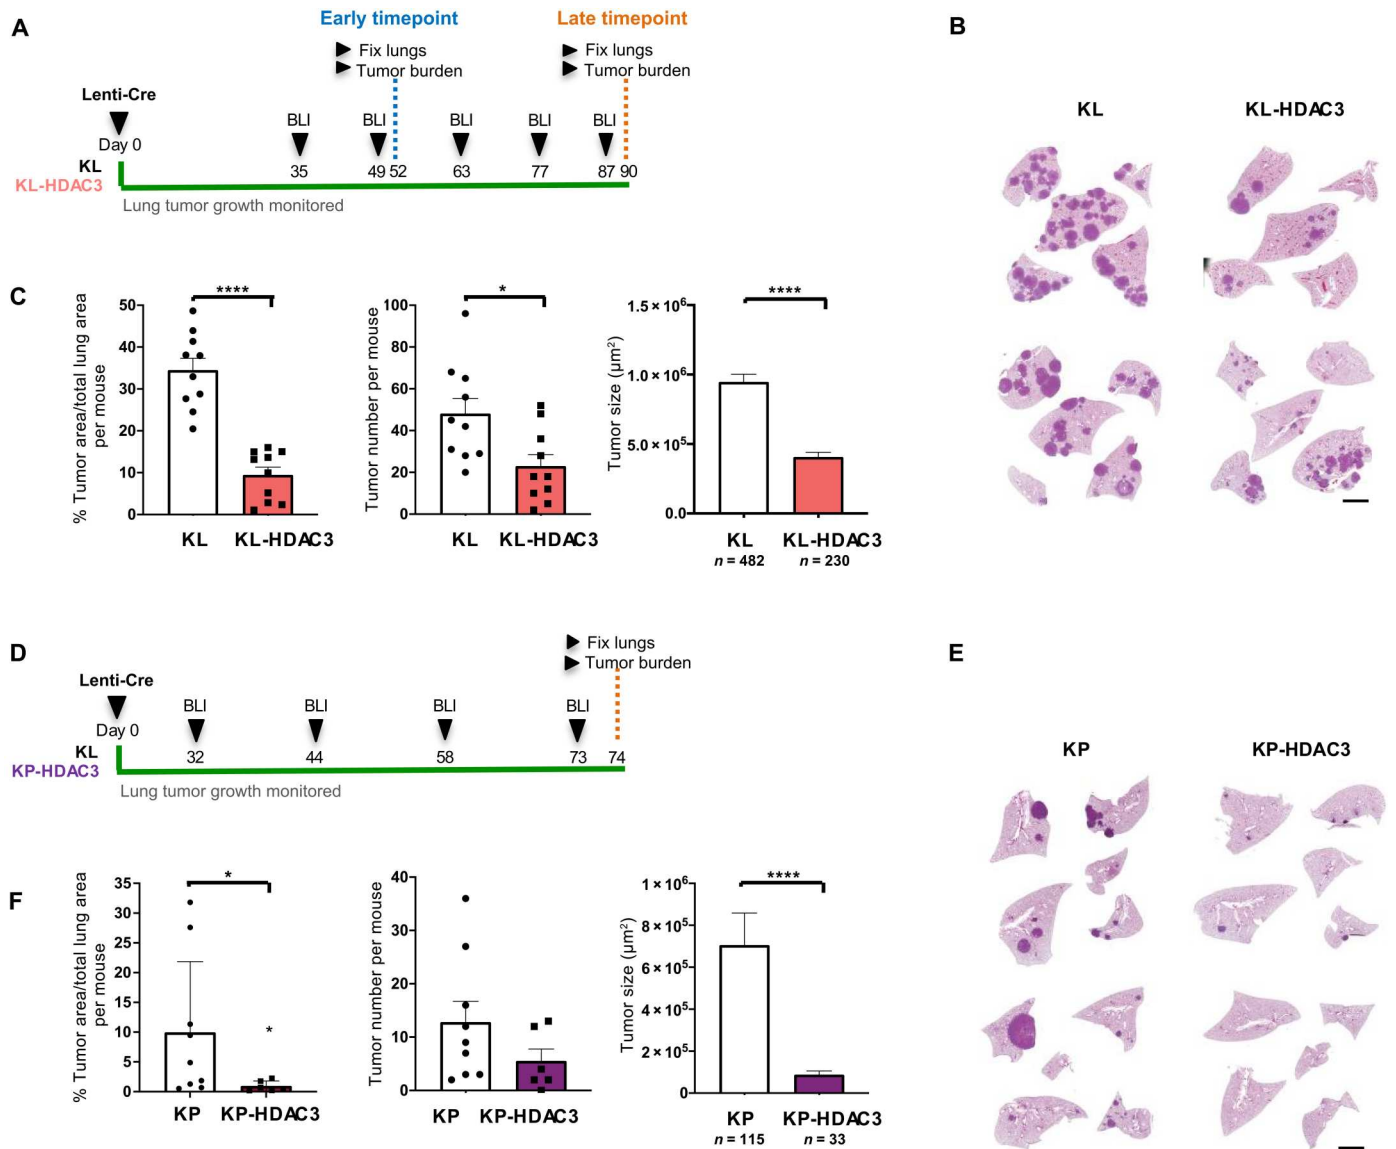 A
Early timepoint
Late timepoint
Fix lungs
Tumor burden
Fix lungs
Tumor burden
Lenti-Cre
Day 0
BLI
BLI
BLI
BLI
BLI
KL
KL-HDAC3
35
49
52
63
77
87
90
Lung tumor growth monitored
B
KL
KL-HDAC3
C
% Tumor area/total lung area
per mouse
50
40
30
20
10
0
****
KL
KL-HDAC3
Tumor number per mouse
100
80
60
40
20
0
*
KL
KL-HDAC3
Tumor size (µm²)
1.5 × 10⁶
1.0 × 10⁶
5.0 × 10⁵
0.0
****
KL
KL-HDAC3
n = 482
n = 230
D
Fix lungs
Tumor burden
Lenti-Cre
Day 0
BLI
BLI
BLI
BLI
KL
KP-HDAC3
32
44
58
73
74
Lung tumor growth monitored
E
KP
KP-HDAC3
F
% Tumor area/total lung area
per mouse
35
30
25
20
15
10
5
0
*
*
KP
KP-HDAC3
Tumor number per mouse
40
30
20
10
0
KP
KP-HDAC3
Tumor size (µm²)
1 × 10⁶
8 × 10⁵
6 × 10⁵
4 × 10⁵
2 × 10⁵
0
****
KP
KP-HDAC3
n = 115
n = 33